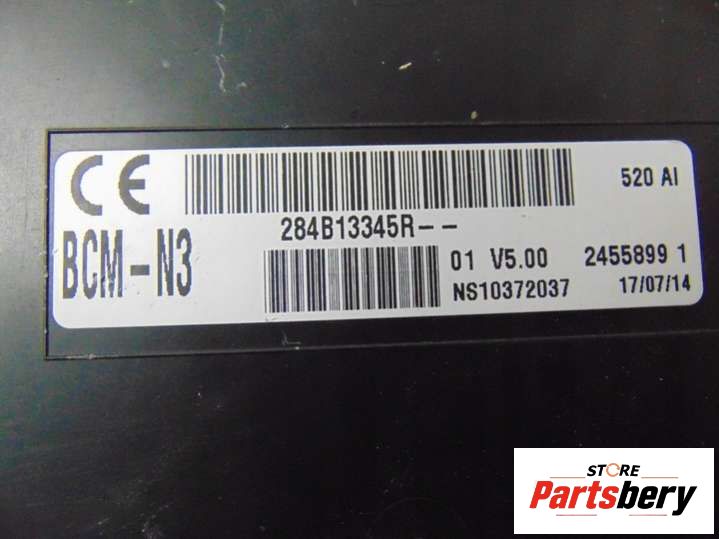 CE
520 AI
284B13345R--
BCM-N3
01 V5.00 2455899 1
NS10372037 17/07/14
STORE
Partsbery